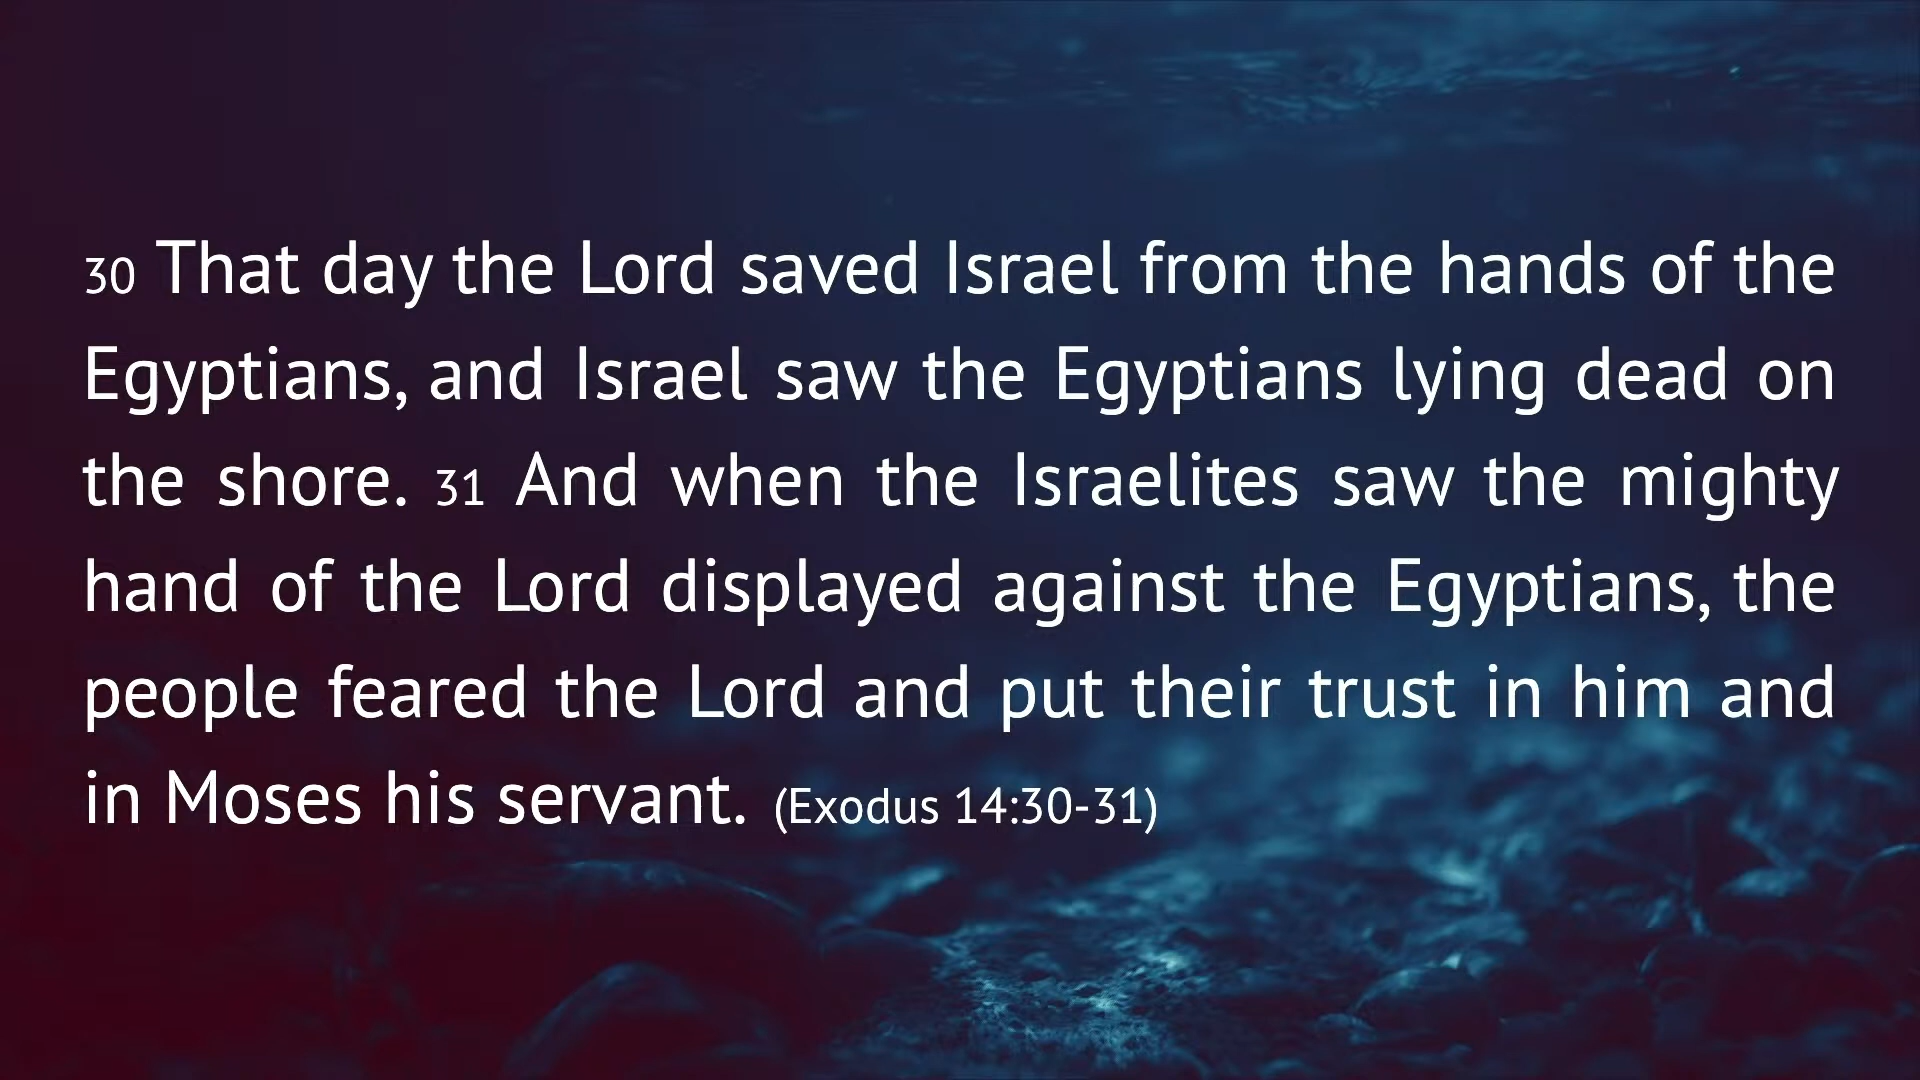 30 That day the Lord saved Israel from the hands of the
Egyptians, and Israel saw the Egyptians lying dead on
the shore. 31 And when the Israelites saw the mighty
hand of the Lord displayed against the Egyptians, the
people feared the Lord and put their trust in him and
in Moses his servant. (Exodus 14:30-31)